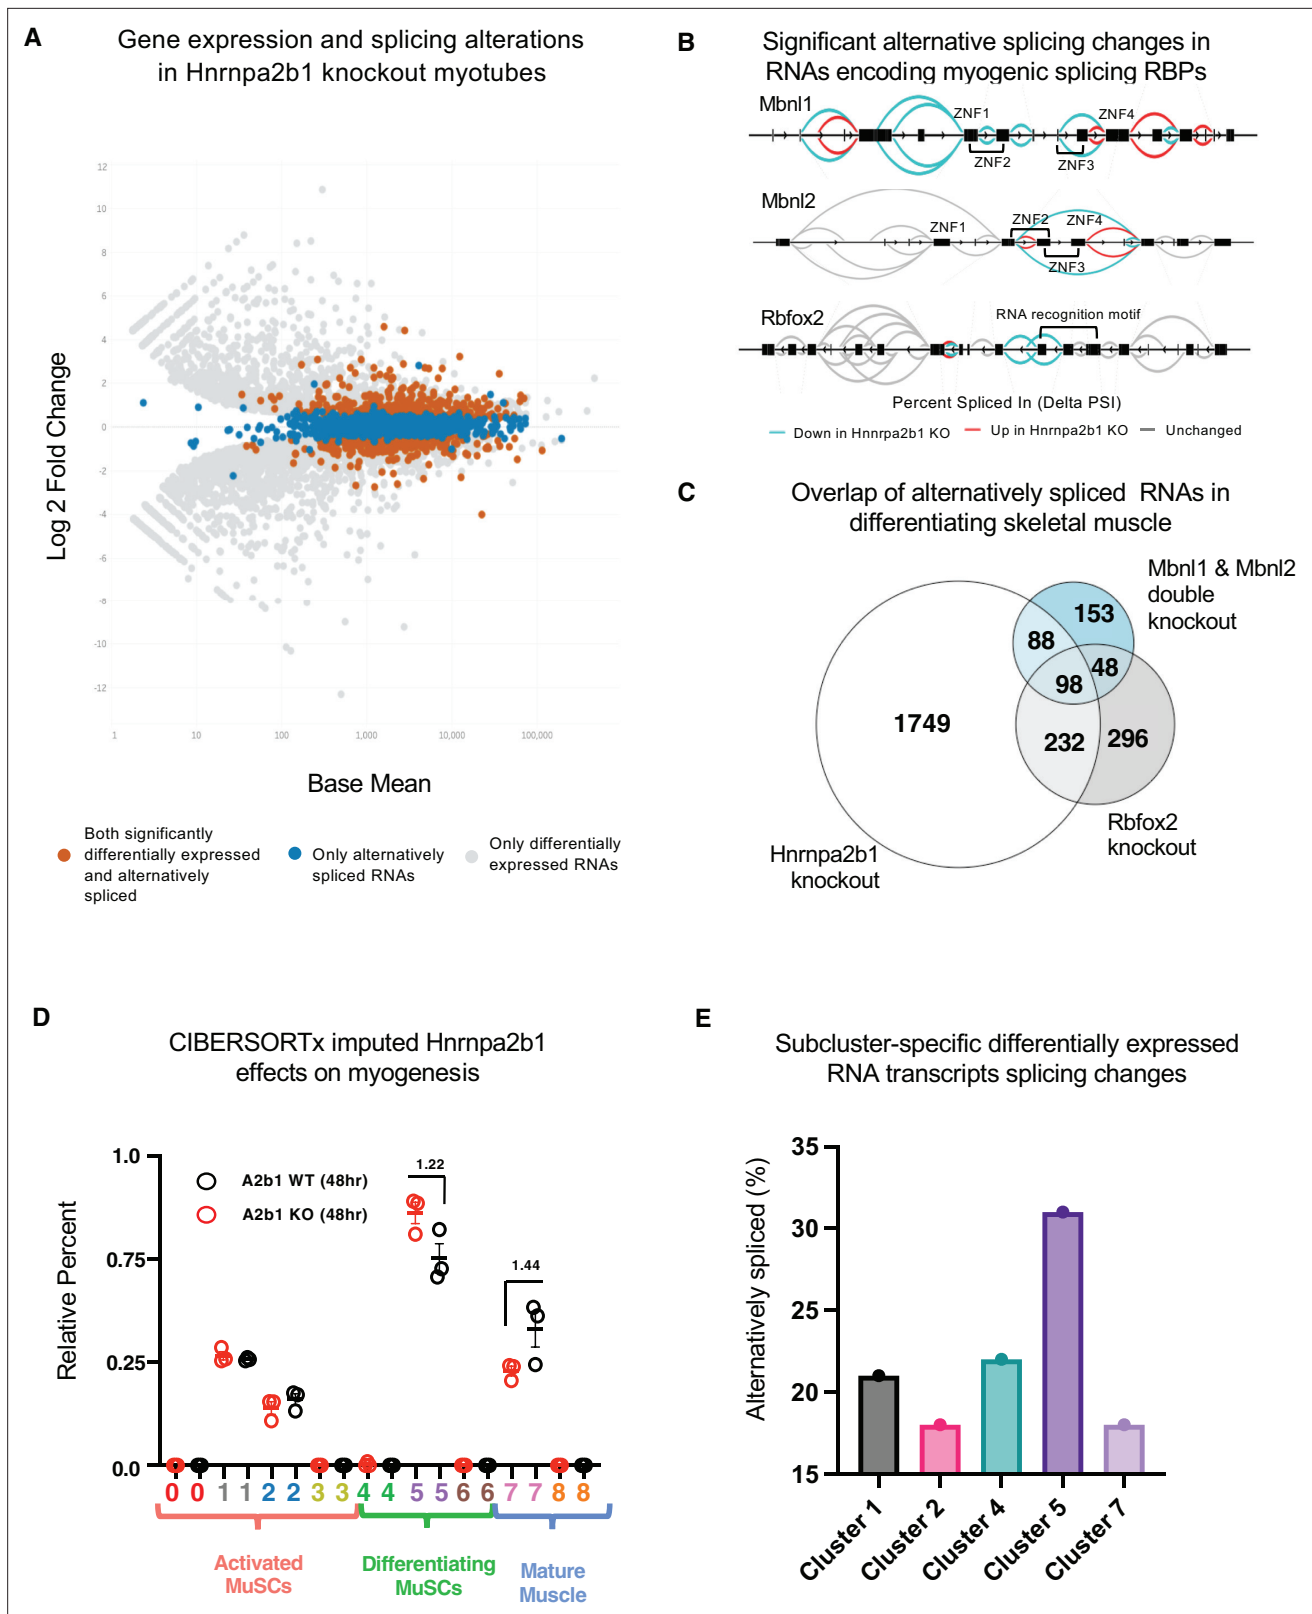 A
Gene expression and splicing alterations
in Hnrnpa2b1 knockout myotubes
12
10
8
6
4
2
0
-2
-4
-6
-8
-10
-12
Log 2 Fold Change
1
10
100
1,000
10,000
100,000
Base Mean
Both significantly
differentially expressed
and alternatively
spliced
Only alternatively
spliced RNAs
Only differentially
expressed RNAs
B
Significant alternative splicing changes in
RNAs encoding myogenic splicing RBPs
Mbnl1
ZNF1
ZNF2
ZNF3
ZNF4
Mbnl2
ZNF1
ZNF2
ZNF3
ZNF4
Rbfox2
RNA recognition motif
Percent Spliced In (Delta PSI)
Down in Hnnrpa2b1 KO
Up in Hnrnpa2b1 KO
Unchanged
C
Overlap of alternatively spliced RNAs in
differentiating skeletal muscle
Mbnl1 & Mbnl2
double
knockout
153
88
48
98
1749
232
296
Rbfox2
knockout
Hnrnpa2b1
knockout
D
CIBERSORTx imputed Hnrnpa2b1
effects on myogenesis
1.0
0.75
0.25
0.0
Relative Percent
A2b1 WT (48hr)
A2b1 KO (48hr)
1.22
1.44
0 0 1 1 2 2 3 3 4 4 5 5 6 6 7 7 8 8
Activated
MuSCs
Differentiating
MuSCs
Mature
Muscle
E
Subcluster-specific differentially expressed
RNA transcripts splicing changes
35
30
25
20
15
Alternatively spliced (%)
Cluster 1
Cluster 2
Cluster 4
Cluster 5
Cluster 7